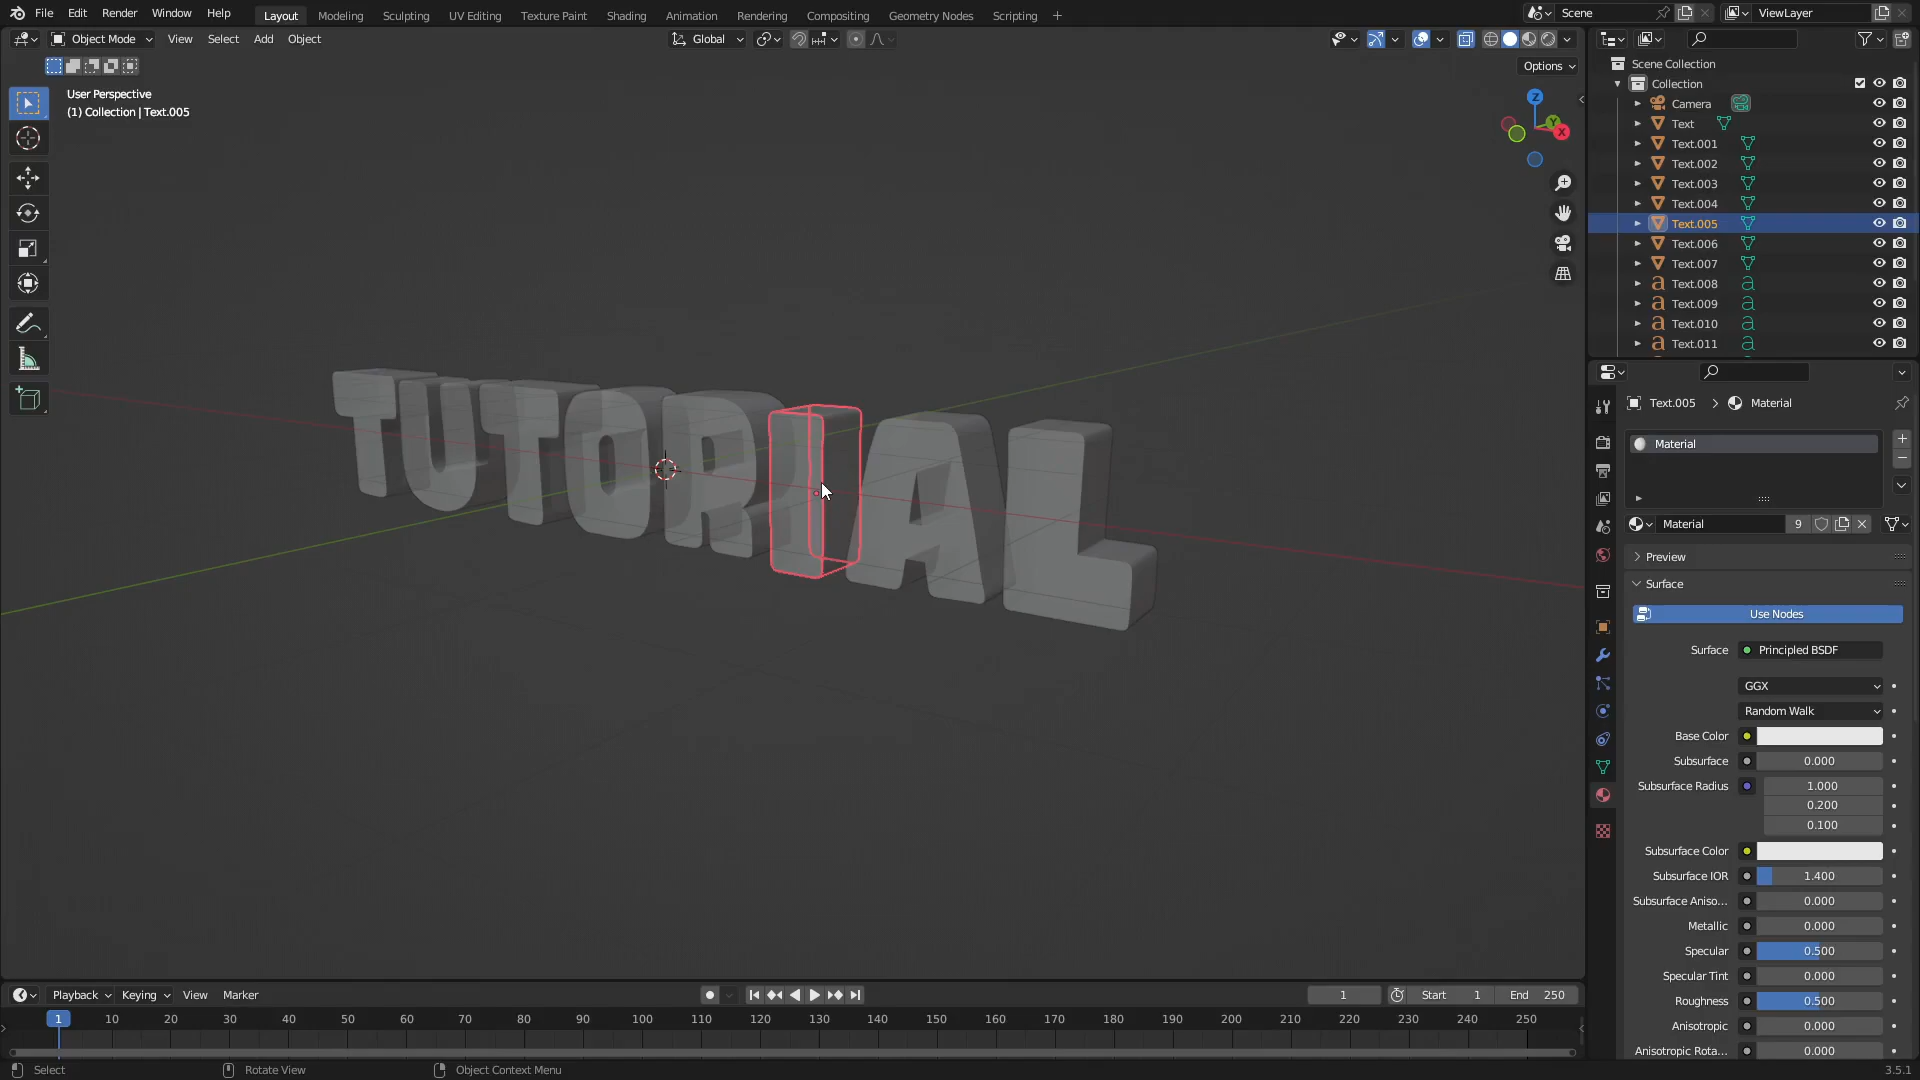 File Edit Render Window Help Layout Modeling Sculpting UV Editing Texture Paint Shading Animation Rendering Compositing Geometry Nodes Scripting + Scene ViewLayer
Object Mode View Select Add Object Global
Options
User Perspective
(1) Collection | Text.005
Z
Y
X
TUTORIAL
Scene Collection
Collection
Camera
Text
Text.001
Text.002
Text.003
Text.004
Text.005
Text.006
Text.007
a Text.008 a
a Text.009 a
a Text.010 a
a Text.011 a
Text.005 > Material
Material
Material 9
Preview
Surface
Use Nodes
Surface Principled BSDF
GGX
Random Walk
Base Color
Subsurface 0.000
Subsurface Radius 1.000
0.200
0.100
Subsurface Color
Subsurface IOR 1.400
Subsurface Aniso... 0.000
Metallic 0.000
Specular 0.500
Specular Tint 0.000
Roughness 0.500
Anisotropic 0.000
Anisotropic Rota... 0.000
Playback Keying View Marker 1 Start 1 End 250
1 10 20 30 40 50 60 70 80 90 100 110 120 130 140 150 160 170 180 190 200 210 220 230 240 250
Select Rotate View Object Context Menu 3.5.1